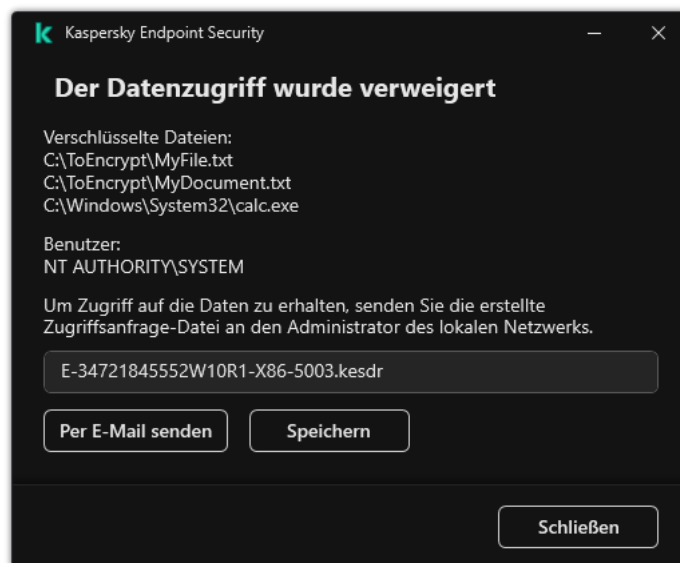 Kaspersky Endpoint Security
Der Datenzugriff wurde verweigert
Verschlüsselte Dateien:
C:\ToEncrypt\MyFile.txt
C:\ToEncrypt\MyDocument.txt
C:\Windows\System32\calc.exe
Benutzer:
NT AUTHORITY\SYSTEM
Um Zugriff auf die Daten zu erhalten, senden Sie die erstellte
Zugriffsanfrage-Datei an den Administrator des lokalen Netzwerks.
E-34721845552W10R1-X86-5003.kesdr
Per E-Mail senden
Speichern
Schließen